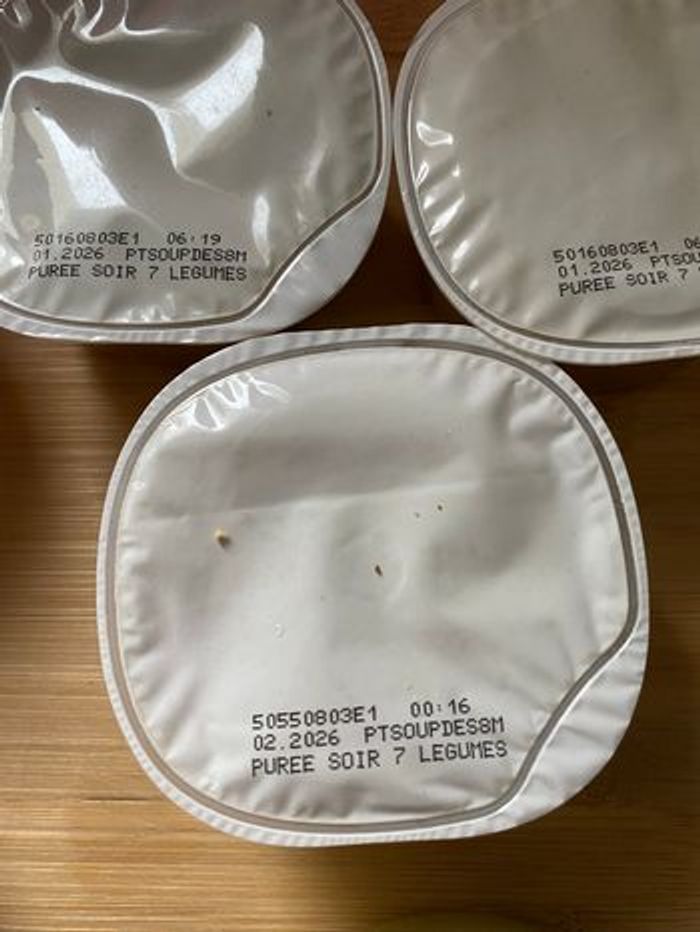 50160803E1 06:19
01.2026 PTSOUPDES8M
PUREE SOIR 7 LEGUMES
50160803E1
01.2026
PUREE SOIR 7
50550803E1 00:16
02.2026 PTSOUPDES8M
PUREE SOIR 7 LEGUMES